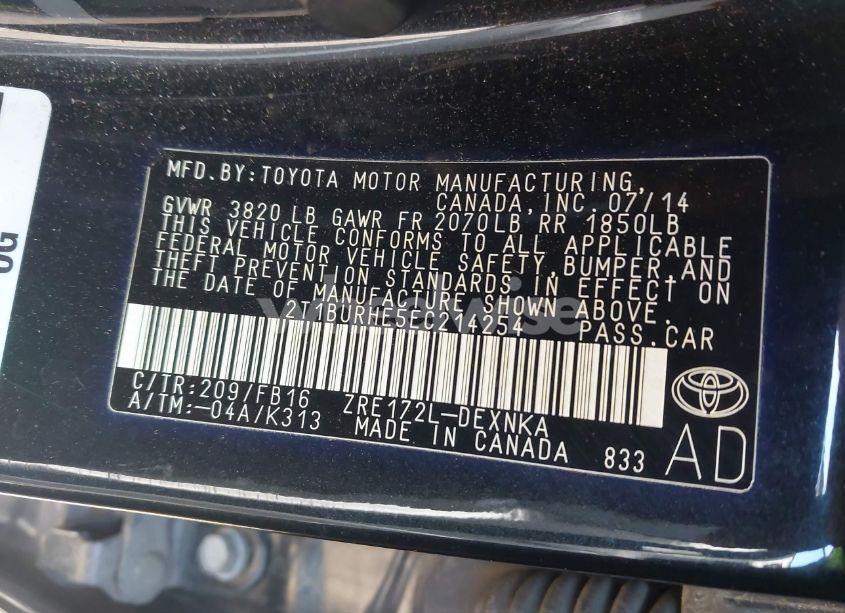 MFD.BY:TOYOTA MOTOR MANUFACTURING,
CANADA, INC. 07/14
GVWR 3820 LB GAWR FR 2070LB RR 1850LB
THIS VEHICLE CONFORMS TO ALL APPLICABLE
FEDERAL MOTOR VEHICLE SAFETY, BUMPER, AND
THEFT PREVENTION STANDARDS IN EFFECT ON
THE DATE OF MANUFACTURE SHOWN ABOVE.
2T1BURHE5EC214254 PASS.CAR
C/TR:209/FB16 ZRE172L-DEXNKA
A/TM:-04A/K313 MADE IN CANADA 833
AD